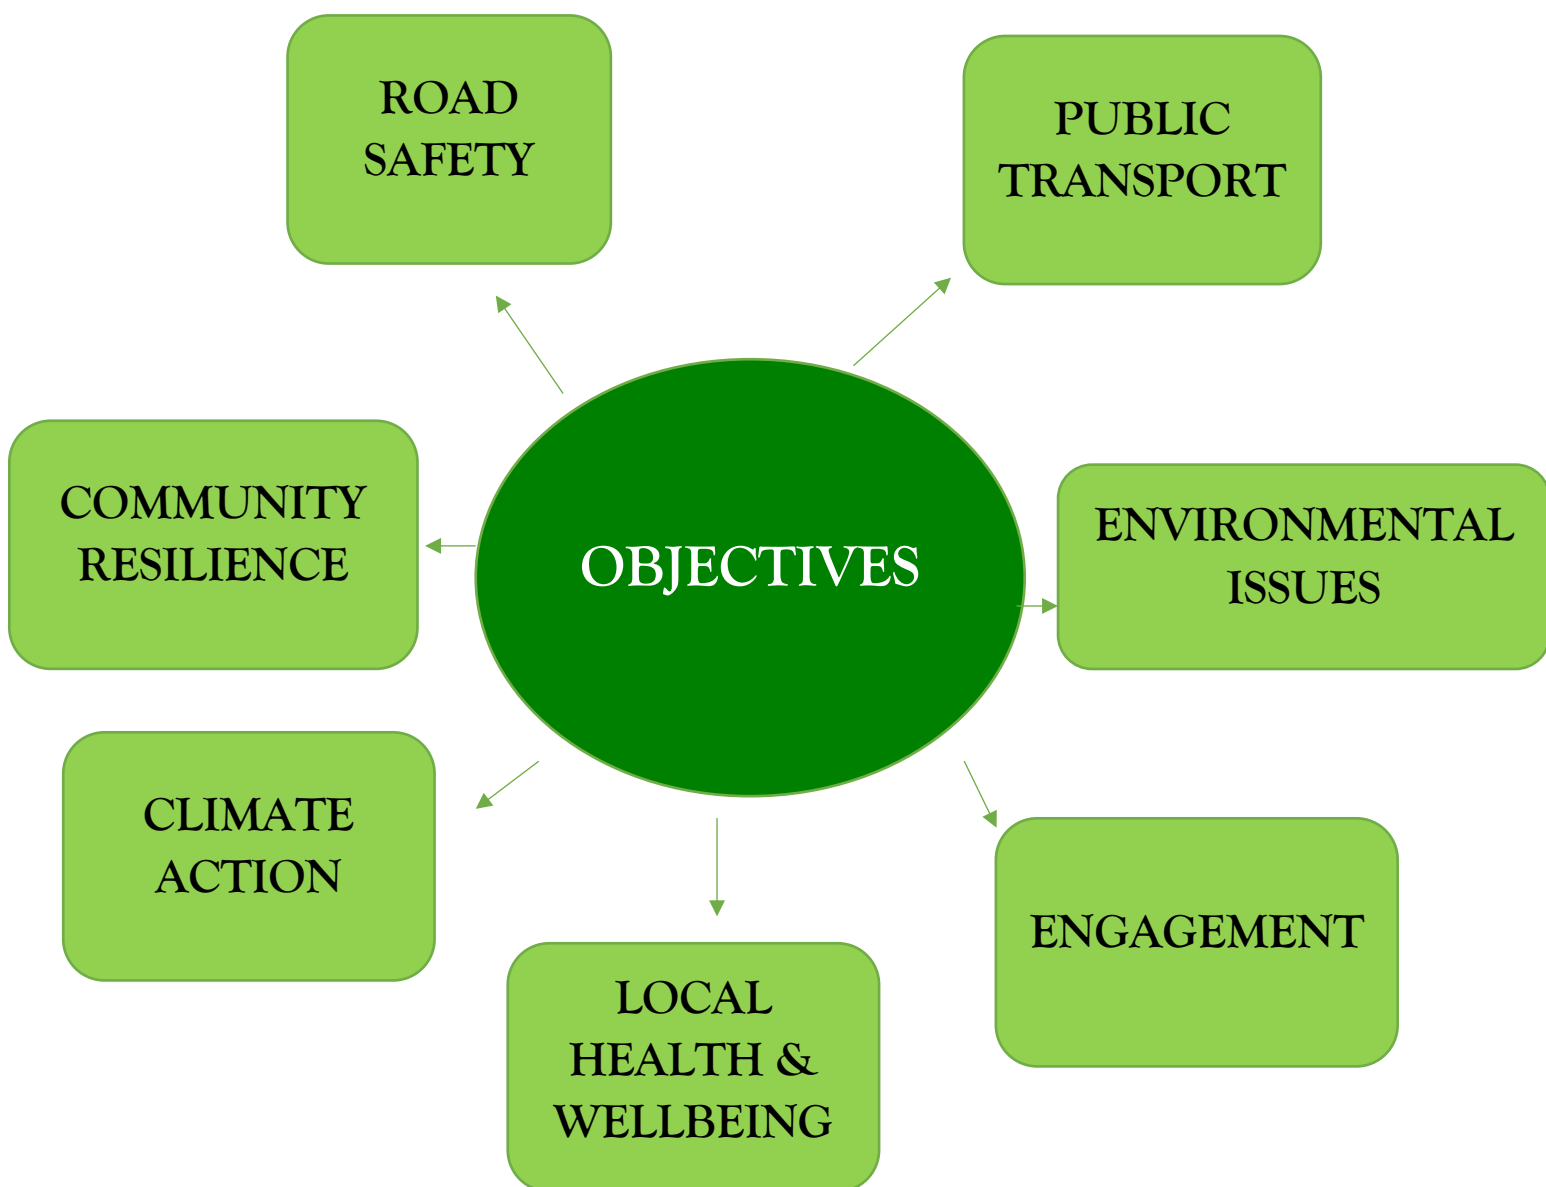 ROAD
SAFETY
PUBLIC
TRANSPORT
COMMUNITY
RESILIENCE
OBJECTIVES
ENVIRONMENTAL
ISSUES
CLIMATE
ACTION
ENGAGEMENT
LOCAL
HEALTH &
WELLBEING